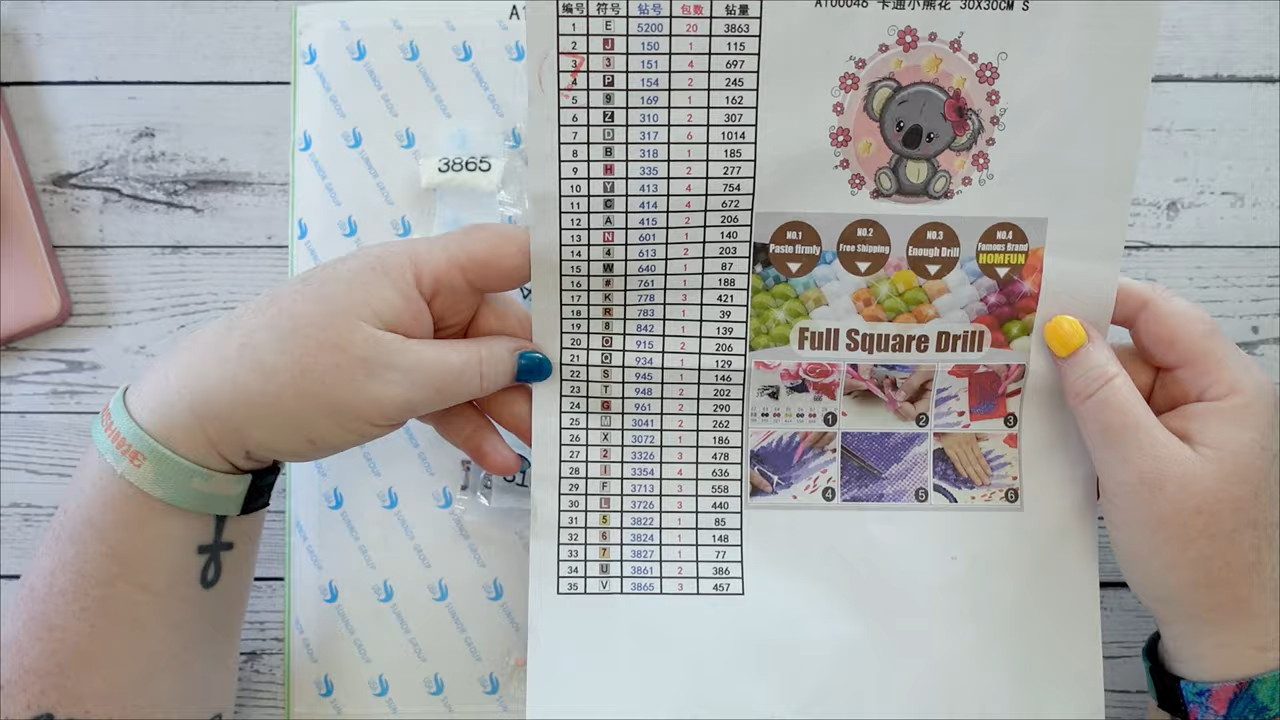 A1
编号 符号 钻号 包数 钻量
1 E 5200 20 3863
2 J 150 1 115
3 3 151 4 697
4 P 154 2 245
5 9 169 1 162
6 Z 310 2 307
7 D 317 6 1014
8 B 318 1 185
9 H 335 2 277
10 Y 413 4 754
11 C 414 4 672
12 A 415 2 206
13 N 601 1 140
14 4 613 2 203
15 W 640 1 87
16 # 761 1 188
17 K 778 3 421
18 R 783 1 39
19 8 842 1 139
20 O 915 2 206
21 Q 934 1 129
22 S 945 1 146
23 T 948 2 202
24 G 961 2 290
25 M 3041 2 262
26 X 3072 1 186
27 2 3326 3 478
28 I 3354 4 636
29 F 3713 3 558
30 L 3726 3 440
31 5 3822 1 85
32 6 3824 1 148
33 7 3827 1 77
34 U 3861 2 386
35 V 3865 3 457
A100046 卡通小熊花 30X30CM S
NO.1 Paste firmly
NO.2 Free Shipping
NO.3 Enough Drill
NO.4 Famous Brand HOMFUN
Full Square Drill
1 2 3
4 5 6
3865
SUNNOR GROUP